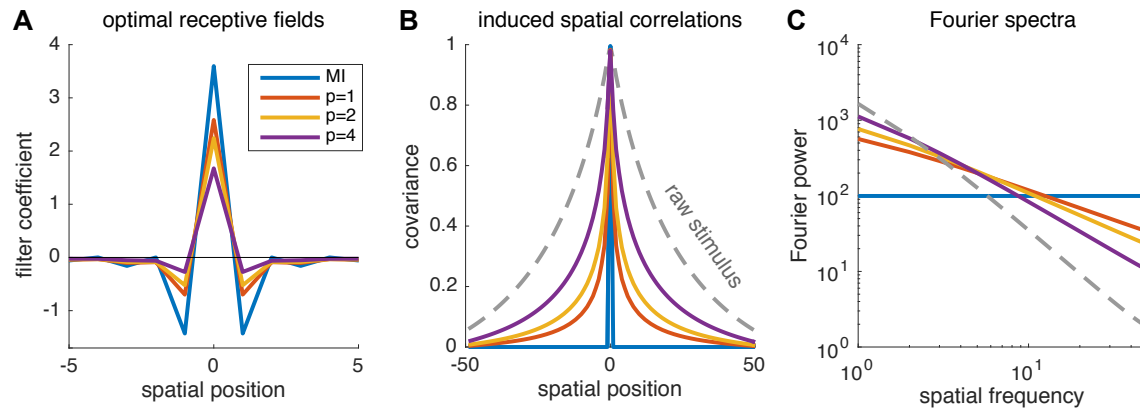 A optimal receptive fields
filter coefficient
4
3
2
1
0
-1
-5 0 5
spatial position
MI
p=1
p=2
p=4
B induced spatial correlations
covariance
1
0.8
0.6
0.4
0.2
0
-50 0 50
spatial position
raw stimulus
C Fourier spectra
Fourier power
10^4
10^3
10^2
10^1
10^0
10^0 10^1
spatial frequency